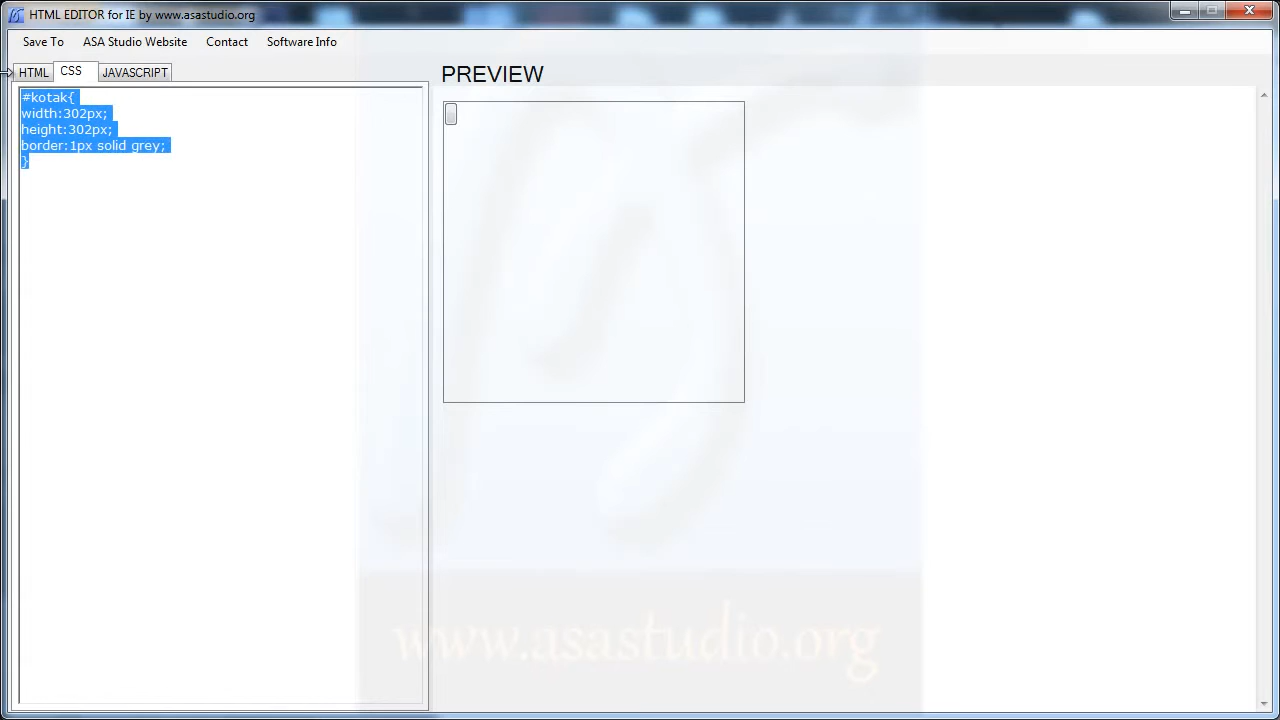 HTML EDITOR for IE by www.asastudio.org
Save To ASA Studio Website Contact Software Info
HTML CSS JAVASCRIPT
PREVIEW
#kotak{
width:302px;
height:302px;
border:1px solid grey;
}
www.asastudio.org